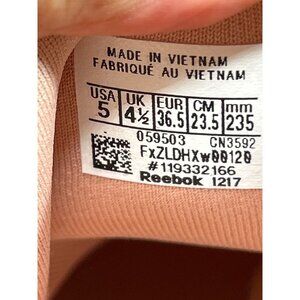 MADE IN VIETNAM
FABRIQUÉ AU VIETNAM
USA UK EUR CM mm
5 4½ 36.5 23.5 235
059503 CN3592
FxZLDHXw00120
#119332166
Reebok 1217